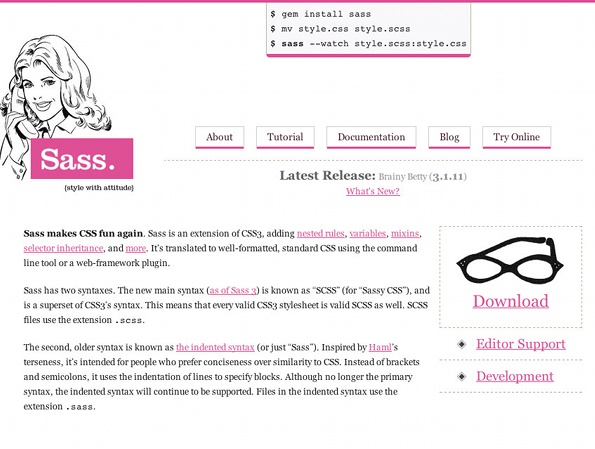 $ gem install sass
$ mv style.css style.scss
$ sass --watch style.scss:style.css
Sass.
{style with attitude}
About
Tutorial
Documentation
Blog
Try Online
Latest Release: Brainy Betty (3.1.11)
What's New?
Sass makes CSS fun again. Sass is an extension of CSS3, adding nested rules, variables, mixins,
selector inheritance, and more. It's translated to well-formatted, standard CSS using the command
line tool or a web-framework plugin.
Sass has two syntaxes. The new main syntax (as of Sass 3) is known as “SCSS” (for “Sassy CSS”), and
is a superset of CSS3's syntax. This means that every valid CSS3 stylesheet is valid SCSS as well. SCSS
files use the extension .scss.
The second, older syntax is known as the indented syntax (or just “Sass”). Inspired by Haml's
terseness, it's intended for people who prefer conciseness over similarity to CSS. Instead of brackets
and semicolons, it uses the indentation of lines to specify blocks. Although no longer the primary
syntax, the indented syntax will continue to be supported. Files in the indented syntax use the
extension .sass.
Download
Editor Support
Development